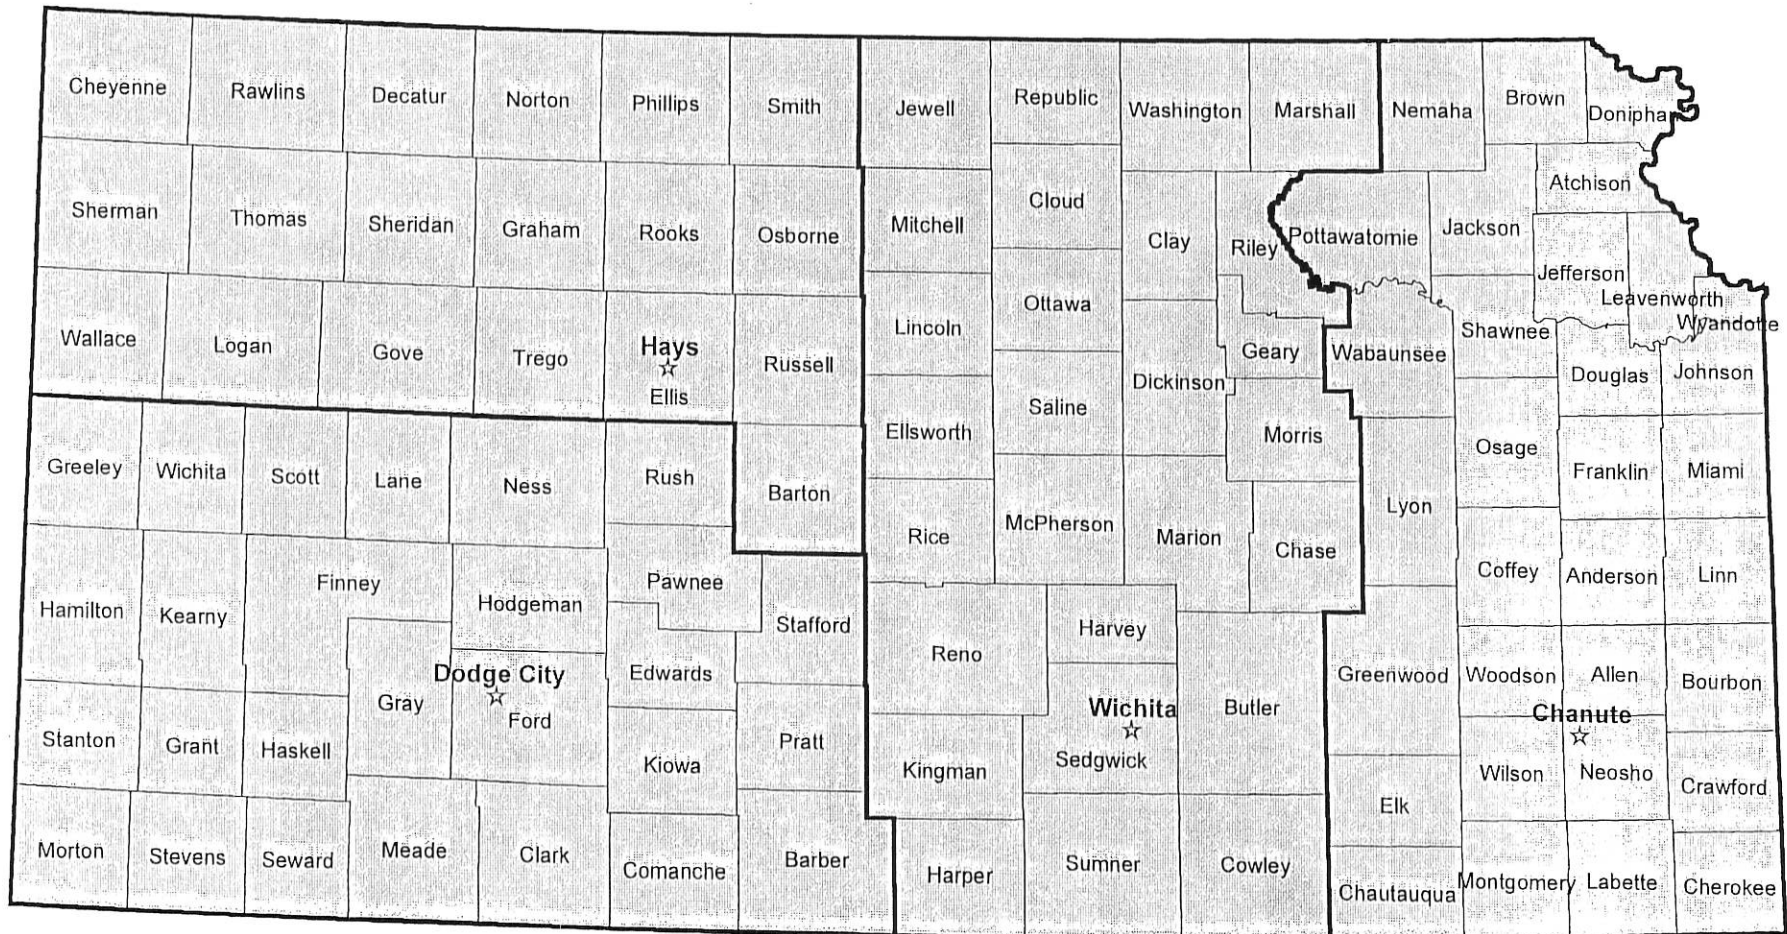 Cheyenne
Rawlins
Decatur
Norton
Phillips
Smith
Jewell
Republic
Washington
Marshall
Nemaha
Brown
Donipha
Sherman
Thomas
Sheridan
Graham
Rooks
Osborne
Mitchell
Cloud
Clay
Riley
Pottawatomie
Jackson
Atchison
Jefferson
Leavenworth
Wyandotte
Wallace
Logan
Gove
Trego
Hays
Ellis
Russell
Lincoln
Ottawa
Dickinson
Geary
Wabaunsee
Shawnee
Douglas
Johnson
Ellsworth
Saline
Morris
Osage
Franklin
Miami
Greeley
Wichita
Scott
Lane
Ness
Rush
Barton
Rice
McPherson
Marion
Chase
Lyon
Coffey
Anderson
Linn
Hamilton
Kearny
Finney
Hodgeman
Pawnee
Stafford
Edwards
Reno
Harvey
Greenwood
Woodson
Allen
Bourbon
Dodge City
Gray
Ford
Wichita
Sedgwick
Butler
Chanute
Stanton
Grant
Haskell
Kiowa
Pratt
Kingman
Elk
Wilson
Neosho
Crawford
Morton
Stevens
Seward
Meade
Clark
Comanche
Barber
Harper
Sumner
Cowley
Chautauqua
Montgomery
Labette
Cherokee